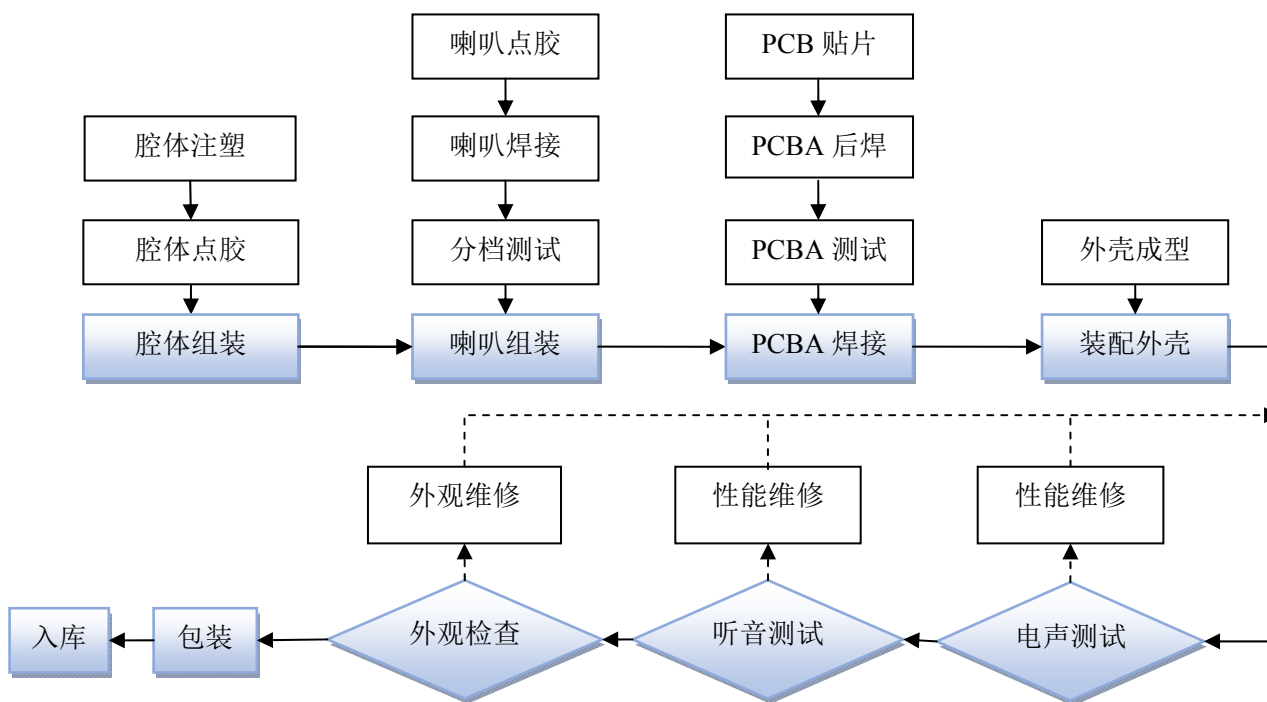 喇叭点胶
PCB 贴片
腔体注塑
喇叭焊接
PCBA 后焊
腔体点胶
分档测试
PCBA 测试
外壳成型
腔体组装
喇叭组装
PCBA 焊接
装配外壳
外观维修
性能维修
性能维修
入库
包装
外观检查
听音测试
电声测试